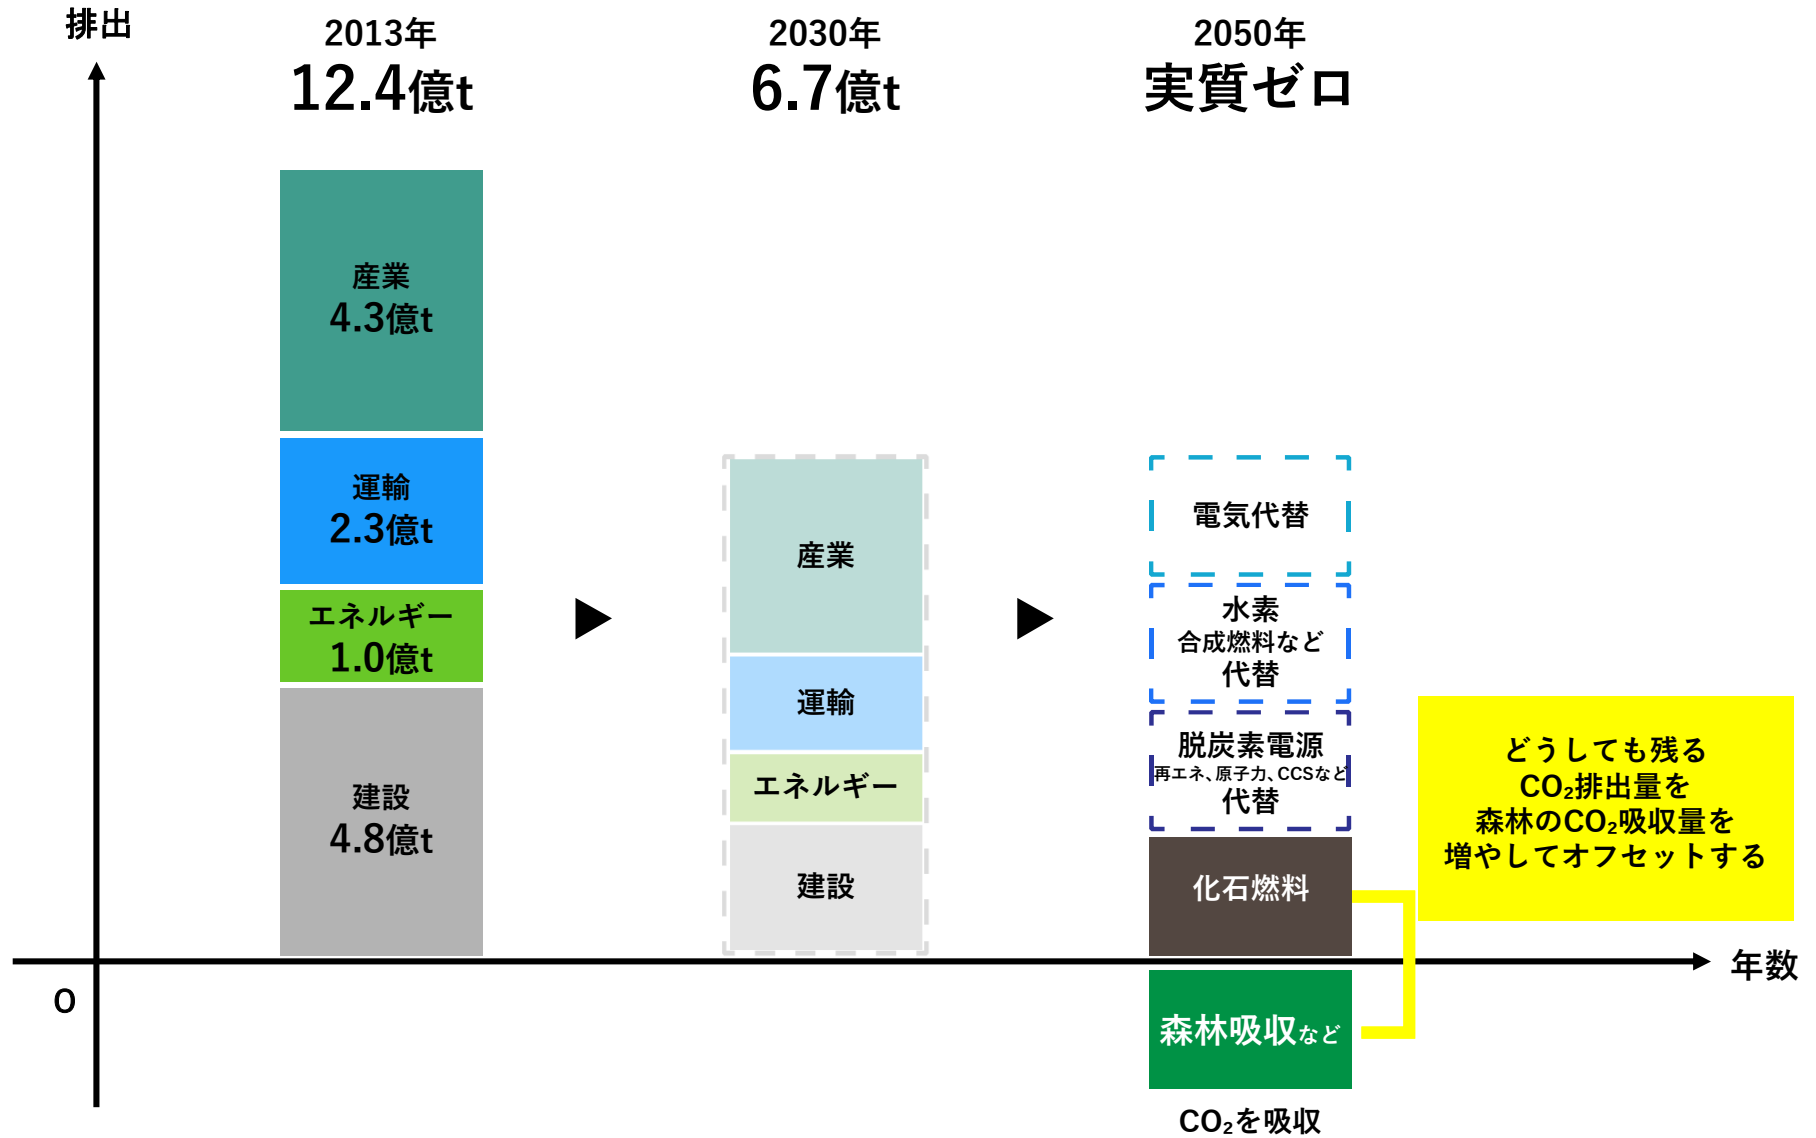 排出
2013年
12.4億t
2030年
6.7億t
2050年
実質ゼロ
産業
4.3億t
運輸
2.3億t
エネルギー
1.0億t
建設
4.8億t
産業
運輸
エネルギー
建設
電気代替
水素
合成燃料など
代替
脱炭素電源
再エネ、原子力、CCSなど
代替
化石燃料
森林吸収など
CO₂を吸収
どうしても残る
CO₂排出量を
森林のCO₂吸収量を
増やしてオフセットする
年数
O